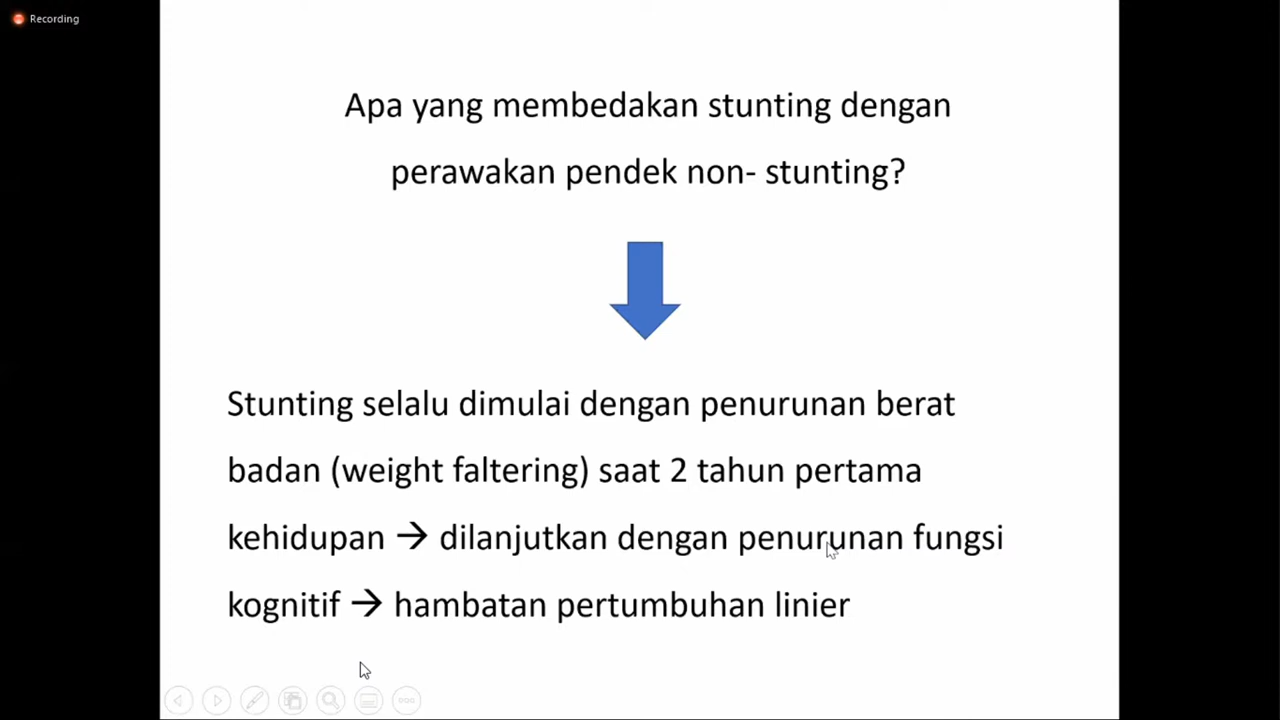 Recording
Apa yang membedakan stunting dengan
perawakan pendek non- stunting?
Stunting selalu dimulai dengan penurunan berat
badan (weight faltering) saat 2 tahun pertama
kehidupan → dilanjutkan dengan penurunan fungsi
kognitif → hambatan pertumbuhan linier